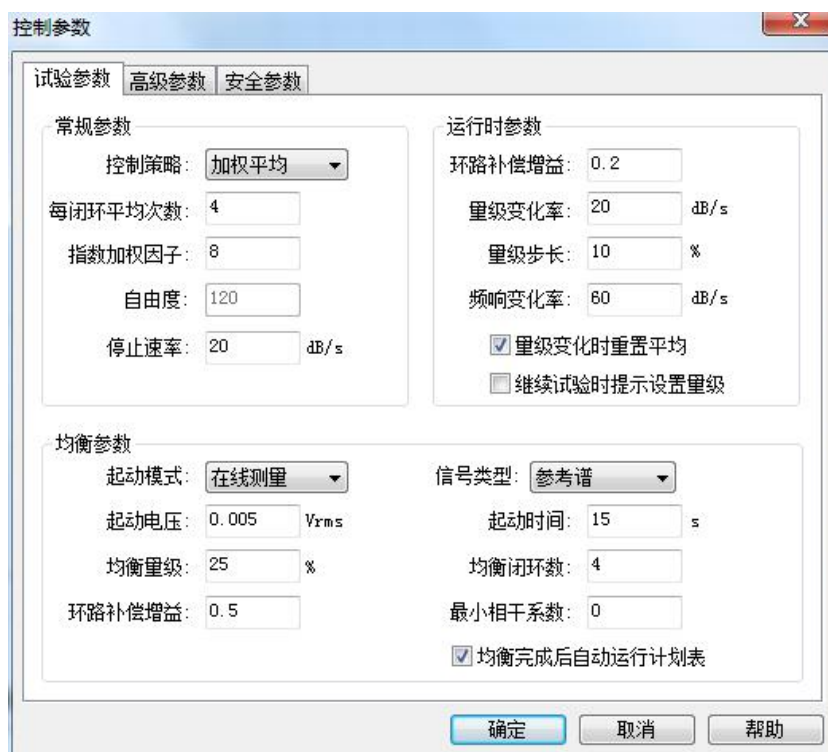 控制参数
试验参数 高级参数 安全参数
常规参数
控制策略: 加权平均
每闭环平均次数: 4
指数加权因子: 8
自由度: 120
停止速率: 20 dB/s
运行时参数
环路补偿增益: 0.2
量级变化率: 20 dB/s
量级步长: 10 %
频响变化率: 60 dB/s
量级变化时重置平均
继续试验时提示设置量级
均衡参数
起动模式: 在线测量
起动电压: 0.005 Vrms
均衡量级: 25 %
环路补偿增益: 0.5
信号类型: 参考谱
起动时间: 15 s
均衡闭环数: 4
最小相干系数: 0
均衡完成后自动运行计划表
确定 取消 帮助